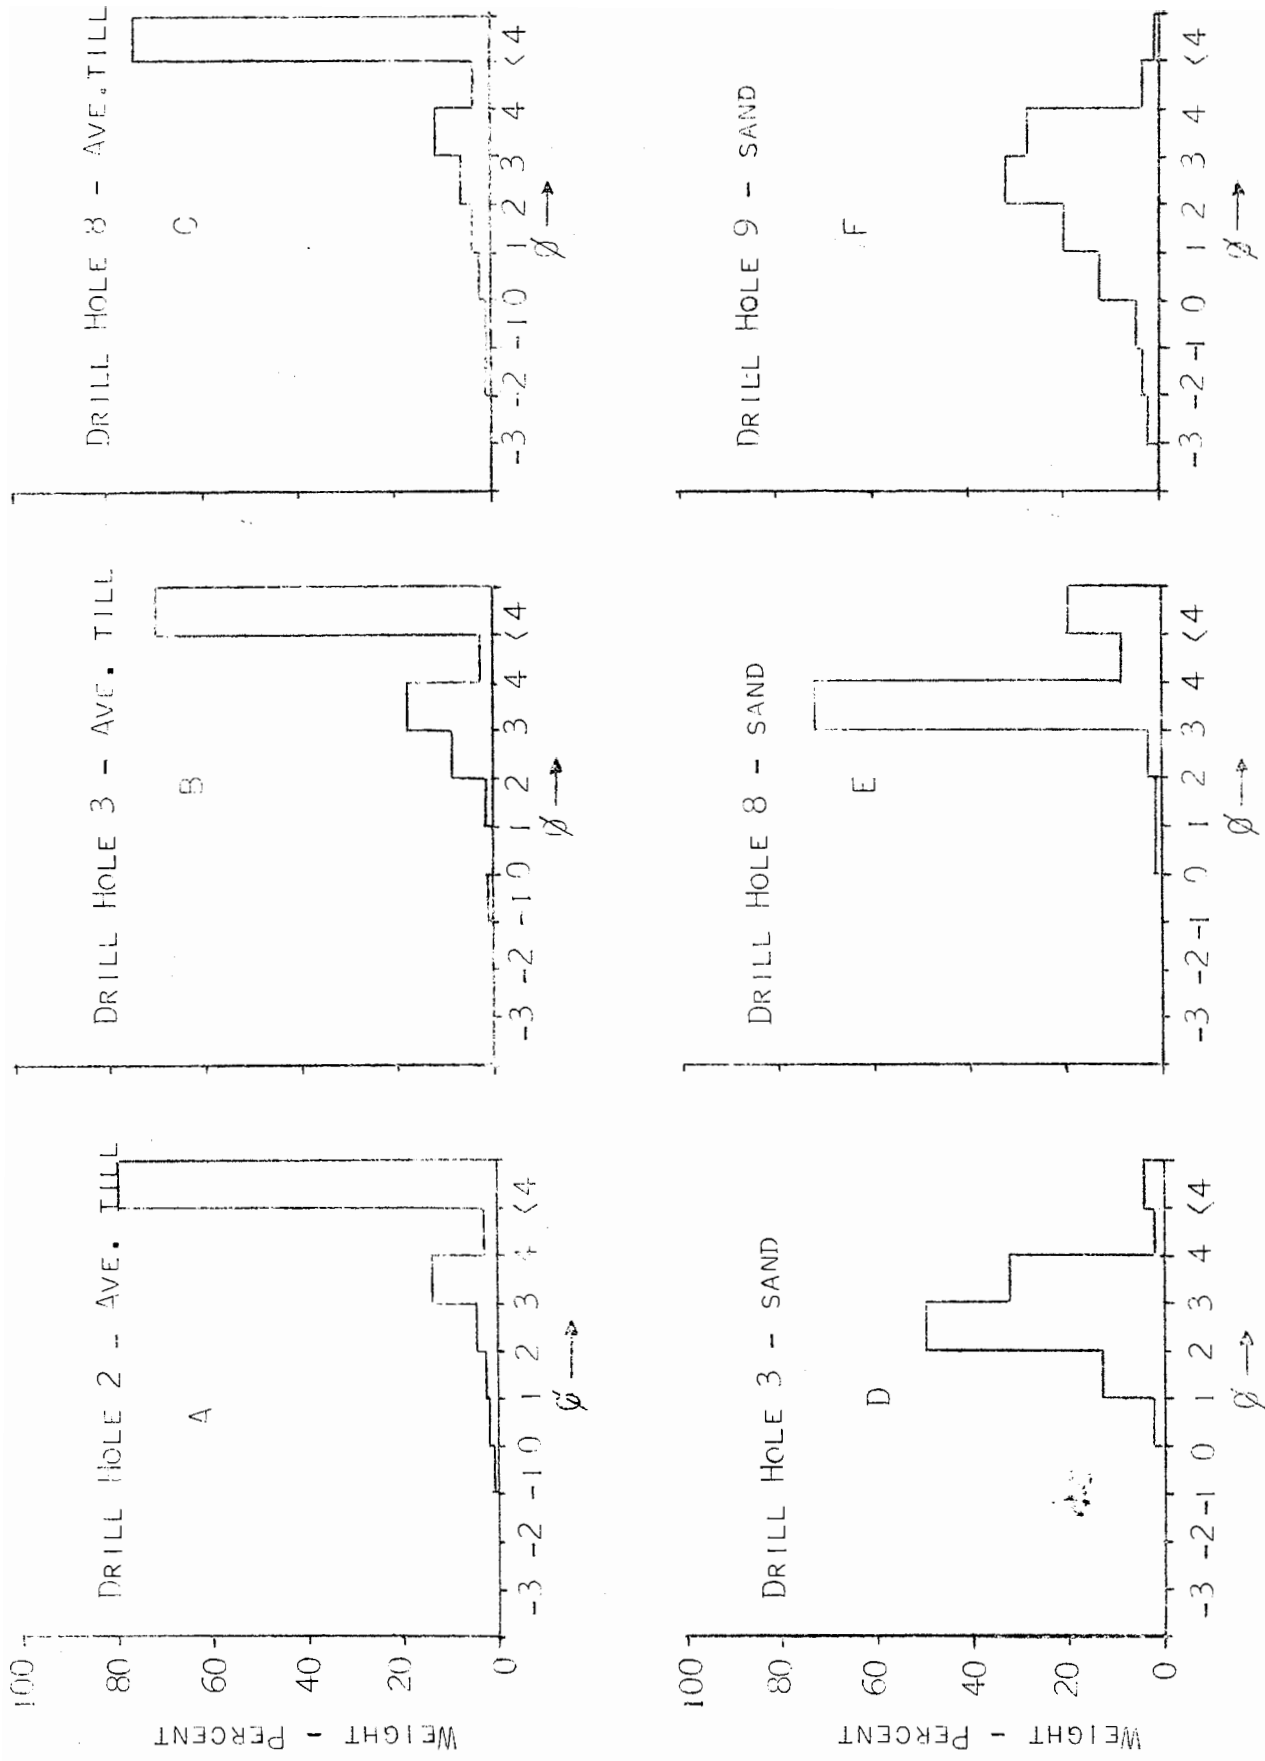 DRILL HOLE 2 - AVE. TILL
A
100
80
60
40
20
0
WEIGHT - PERCENT
-3 -2 -1 0 1 2 3 4 <4
Ø
DRILL HOLE 3 - AVE. TILL
B
-3 -2 -1 0 1 2 3 4 <4
Ø
DRILL HOLE 8 - AVE. TILL
C
-3 -2 -1 0 1 2 3 4 <4
Ø
DRILL HOLE 3 - SAND
D
100
80
60
40
20
0
WEIGHT - PERCENT
-3 -2 -1 0 1 2 3 4 <4
Ø
DRILL HOLE 8 - SAND
E
-3 -2 -1 0 1 2 3 4 <4
Ø
DRILL HOLE 9 - SAND
F
-3 -2 -1 0 1 2 3 4 <4
Ø